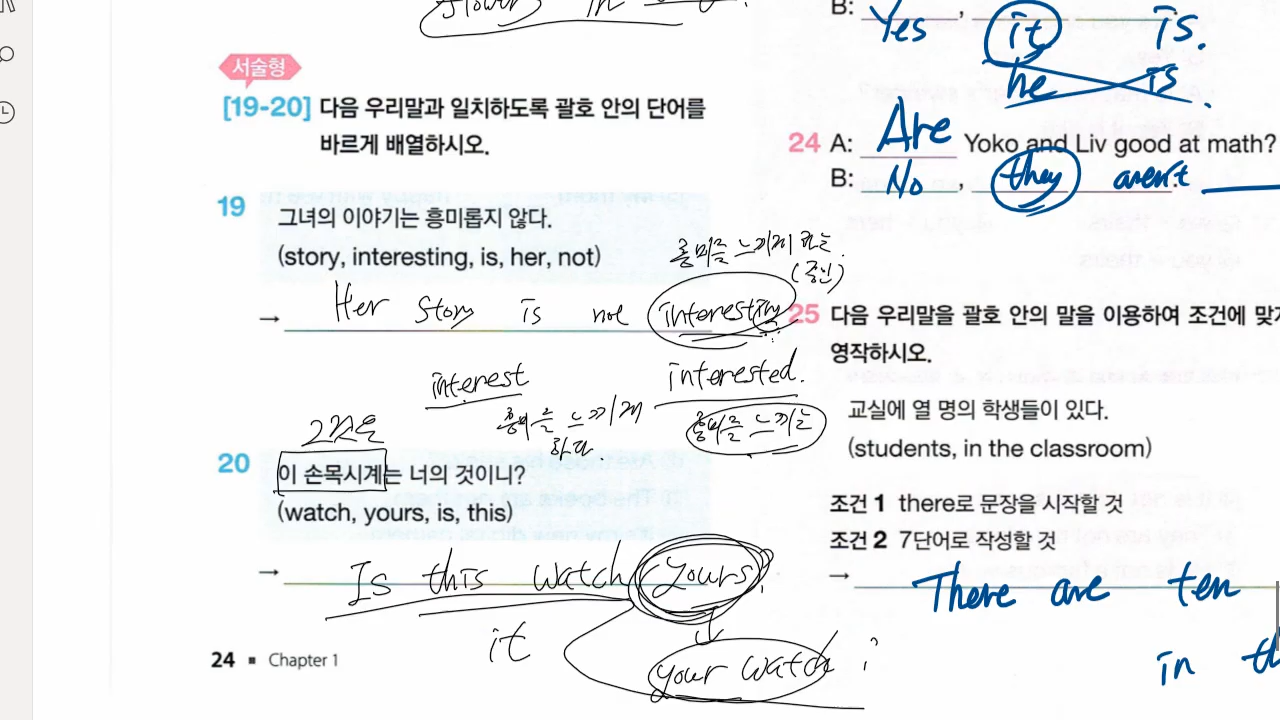 flowers in
서술형
[19-20] 다음 우리말과 일치하도록 괄호 안의 단어를
바르게 배열하시오.
19
그녀의 이야기는 흥미롭지 않다.
(story, interesting, is, her, not)
흥미를 느끼게 하는
→ Her story is not interesting
interest interested.
흥미를 느끼게
하다.
흥미를 느끼는
그것은
20
이 손목시계는 너의 것이니?
(watch, yours, is, this)
→ Is this watch yours?
it
your watch ?
24 ■ Chapter 1
B: Yes, it is.
he is.
24 A: Are Yoko and Liv good at math?
B: No, they aren't.
25 다음 우리말을 괄호 안의 말을 이용하여 조건에 맞게
영작하시오.
교실에 열 명의 학생들이 있다.
(students, in the classroom)
조건 1 there로 문장을 시작할 것
조건 2 7단어로 작성할 것
→ There are ten
in